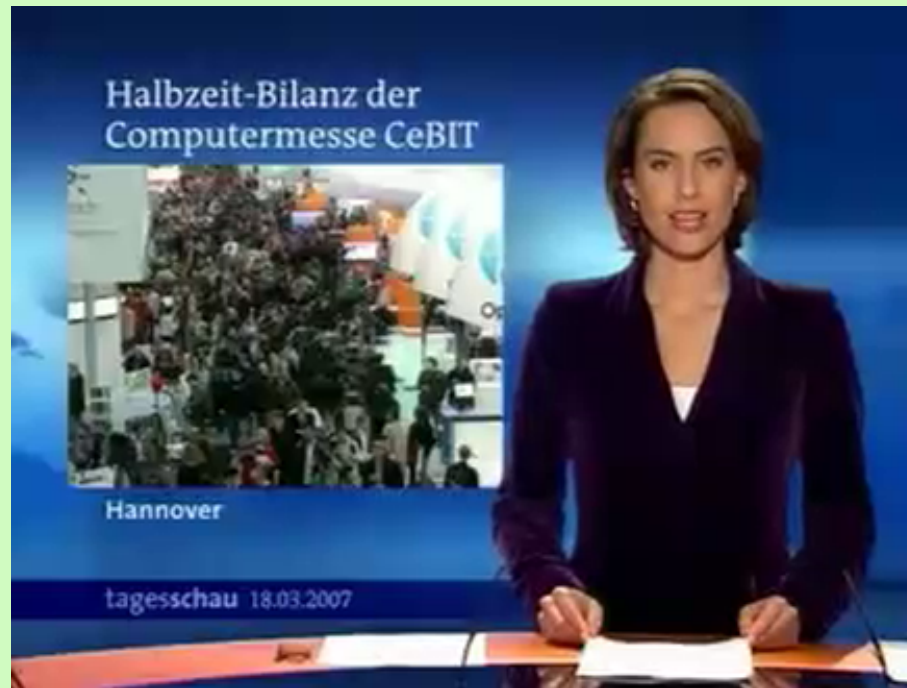 Halbzeit-Bilanz der
Computermesse CeBIT
Hannover
tagesschau 18.03.2007